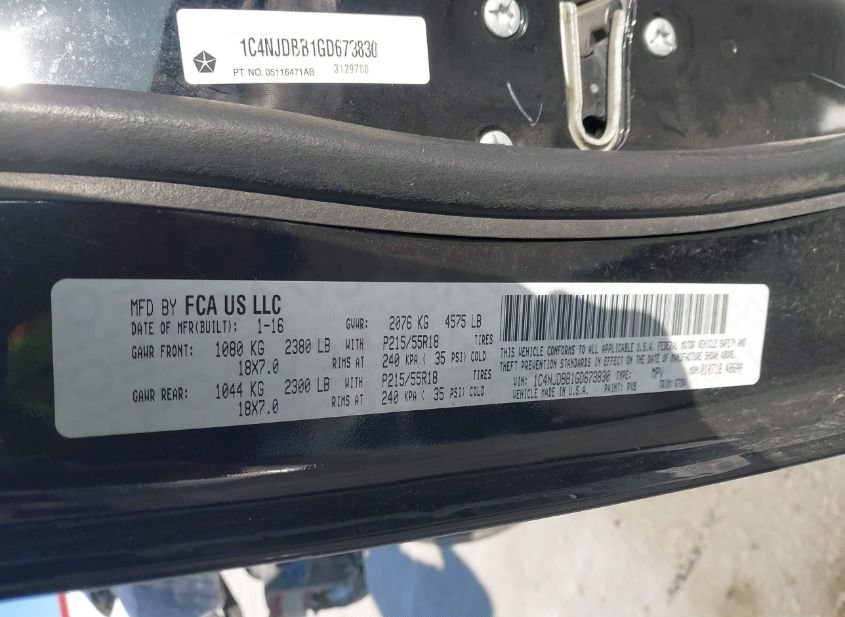 1C4NJDBB1GD673830
PT. NO. 05116471AB 3129700
MFD BY FCA US LLC
DATE OF MFR(BUILT): 1-16 GVWR: 2076 KG 4575 LB
GAWR FRONT: 1080 KG 2380 LB WITH P215/55R18 TIRES
18X7.0 RIMS AT 240 KPA ( 35 PSI) COLD
GAWR REAR: 1044 KG 2300 LB WITH P215/55R18 TIRES
18X7.0 RIMS AT 240 KPA ( 35 PSI) COLD
THIS VEHICLE CONFORMS TO ALL APPLICABLE U.S.A. FEDERAL MOTOR VEHICLE SAFETY AND
THEFT PREVENTION STANDARDS IN EFFECT ON THE DATE OF MANUFACTURE SHOWN ABOVE.
VIN: 1C4NJDBB1GD673830 TYPE: MPV MDH: 010718
VEHICLE MADE IN U.S.A. PAINT: PXB TRIM: